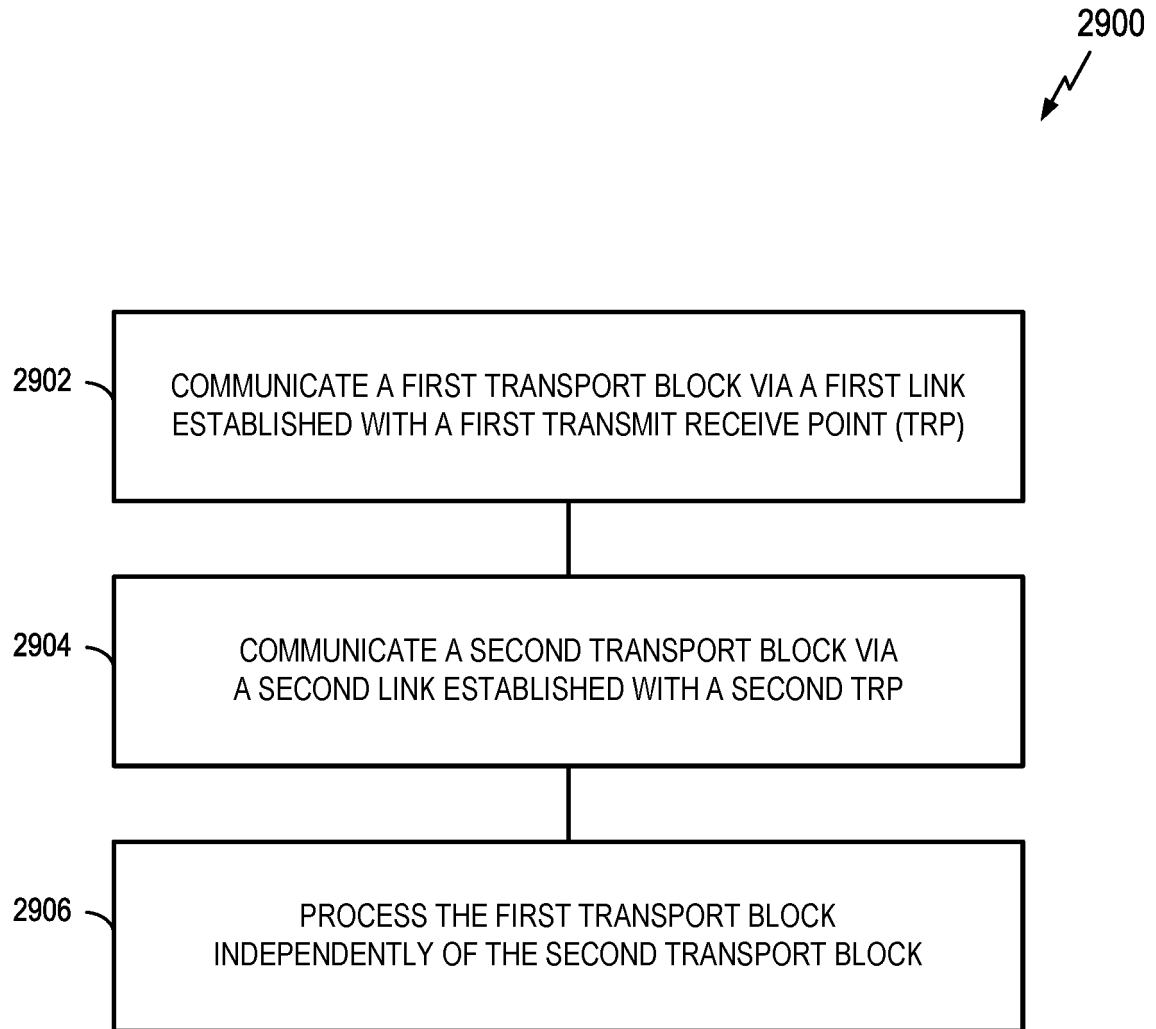 2900
2902
COMMUNICATE A FIRST TRANSPORT BLOCK VIA A FIRST LINK
ESTABLISHED WITH A FIRST TRANSMIT RECEIVE POINT (TRP)
2904
COMMUNICATE A SECOND TRANSPORT BLOCK VIA
A SECOND LINK ESTABLISHED WITH A SECOND TRP
2906
PROCESS THE FIRST TRANSPORT BLOCK
INDEPENDENTLY OF THE SECOND TRANSPORT BLOCK